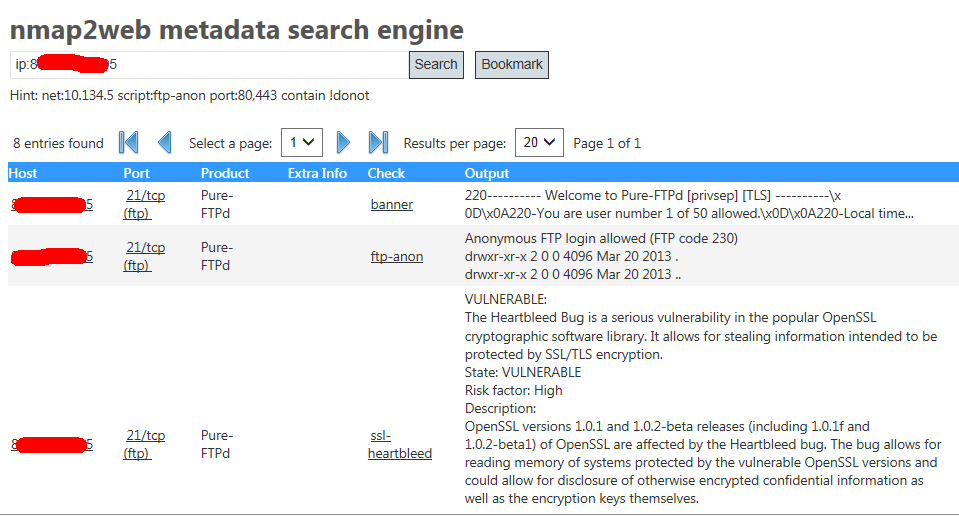 nmap2web metadata search engine
ip:8 5 Search Bookmark
Hint: net:10.134.5 script:ftp-anon port:80,443 contain !donot
8 entries found Select a page: 1 Results per page: 20 Page 1 of 1
Host Port Product Extra Info Check Output
8 5 21/tcp (ftp) Pure-FTPd banner
220---------- Welcome to Pure-FTPd [privsep] [TLS] ----------\x
0D\x0A220-You are user number 1 of 50 allowed.\x0D\x0A220-Local time...
8 5 21/tcp (ftp) Pure-FTPd ftp-anon
Anonymous FTP login allowed (FTP code 230)
drwxr-xr-x 2 0 0 4096 Mar 20 2013 .
drwxr-xr-x 2 0 0 4096 Mar 20 2013 ..
8 5 21/tcp (ftp) Pure-FTPd ssl-heartbleed
VULNERABLE:
The Heartbleed Bug is a serious vulnerability in the popular OpenSSL
cryptographic software library. It allows for stealing information intended to be
protected by SSL/TLS encryption.
State: VULNERABLE
Risk factor: High
Description:
OpenSSL versions 1.0.1 and 1.0.2-beta releases (including 1.0.1f and
1.0.2-beta1) of OpenSSL are affected by the Heartbleed bug. The bug allows for
reading memory of systems protected by the vulnerable OpenSSL versions and
could allow for disclosure of otherwise encrypted confidential information as
well as the encryption keys themselves.